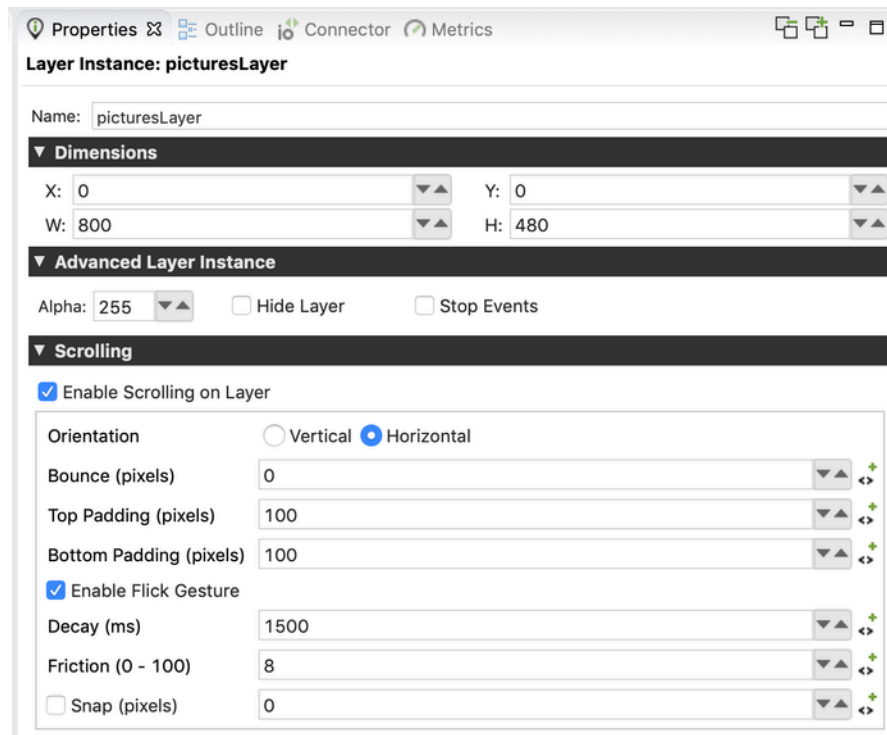 Properties Outline Connector Metrics
Layer Instance: picturesLayer
Name: picturesLayer
Dimensions
X: 0 Y: 0
W: 800 H: 480
Advanced Layer Instance
Alpha: 255 Hide Layer Stop Events
Scrolling
Enable Scrolling on Layer
Orientation Vertical Horizontal
Bounce (pixels) 0
Top Padding (pixels) 100
Bottom Padding (pixels) 100
Enable Flick Gesture
Decay (ms) 1500
Friction (0 - 100) 8
Snap (pixels) 0